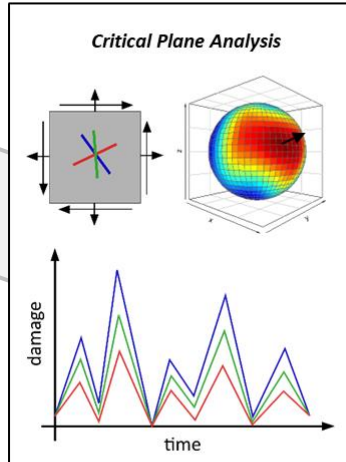 Critical Plane Analysis
z
x
y
damage
time